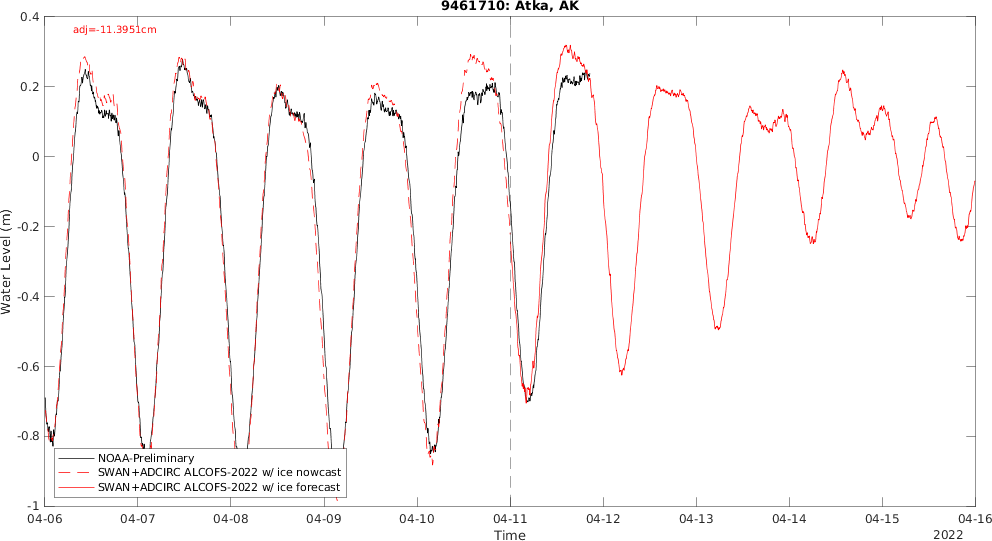 9461710: Atka, AK
adj=-11.3951cm
0.4
0.2
0
-0.2
-0.4
-0.6
-0.8
-1
Water Level (m)
NOAA-Preliminary
SWAN+ADCIRC ALCOFS-2022 w/ ice nowcast
SWAN+ADCIRC ALCOFS-2022 w/ ice forecast
04-06 04-07 04-08 04-09 04-10 04-11 04-12 04-13 04-14 04-15 04-16
Time
2022